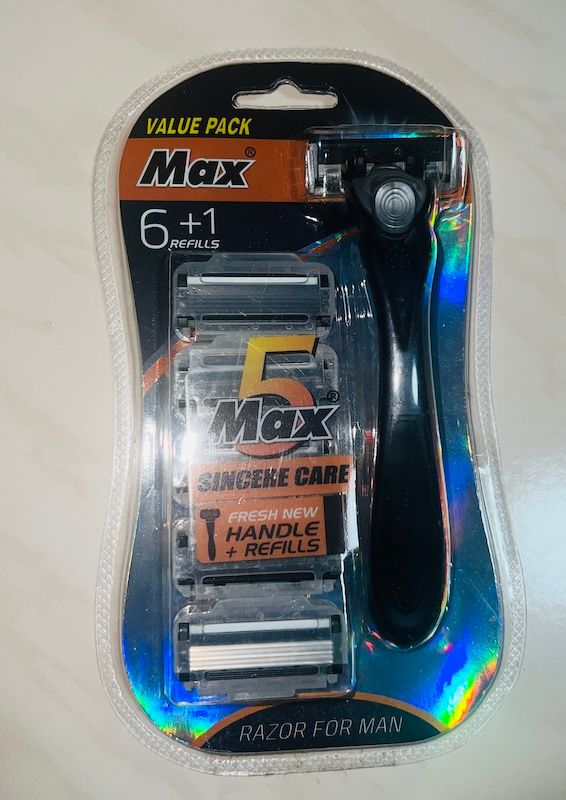 VALUE PACK
Max®
6+1
REFILLS
5
Max®
SINCERE CARE
FRESH NEW
HANDLE
+ REFILLS
RAZOR FOR MAN